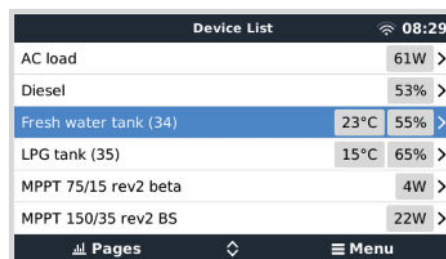 Device List 08:29
AC load 61W
Diesel 53%
Fresh water tank (34) 23°C 55%
LPG tank (35) 15°C 65%
MPPT 75/15 rev2 beta 4W
MPPT 150/35 rev2 BS 22W
Pages Menu